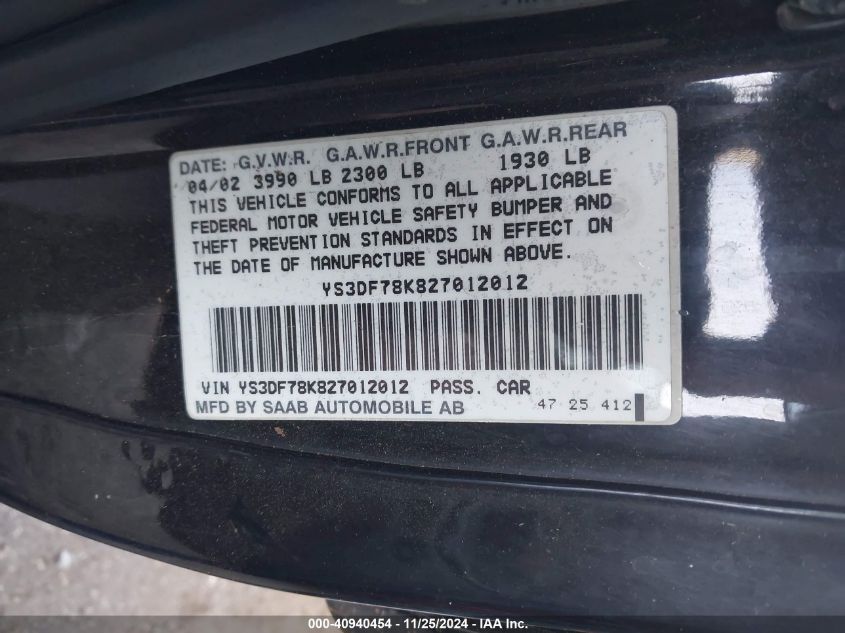 DATE: G.V.W.R. G.A.W.R.FRONT G.A.W.R.REAR
04/02 3990 LB 2300 LB 1930 LB
THIS VEHICLE CONFORMS TO ALL APPLICABLE
FEDERAL MOTOR VEHICLE SAFETY BUMPER AND
THEFT PREVENTION STANDARDS IN EFFECT ON
THE DATE OF MANUFACTURE SHOWN ABOVE.
YS3DF78K827012012
VIN YS3DF78K827012012 PASS. CAR
MFD BY SAAB AUTOMOBILE AB 47 25 412
000-40940454 - 11/25/2024 - IAAI, Inc.